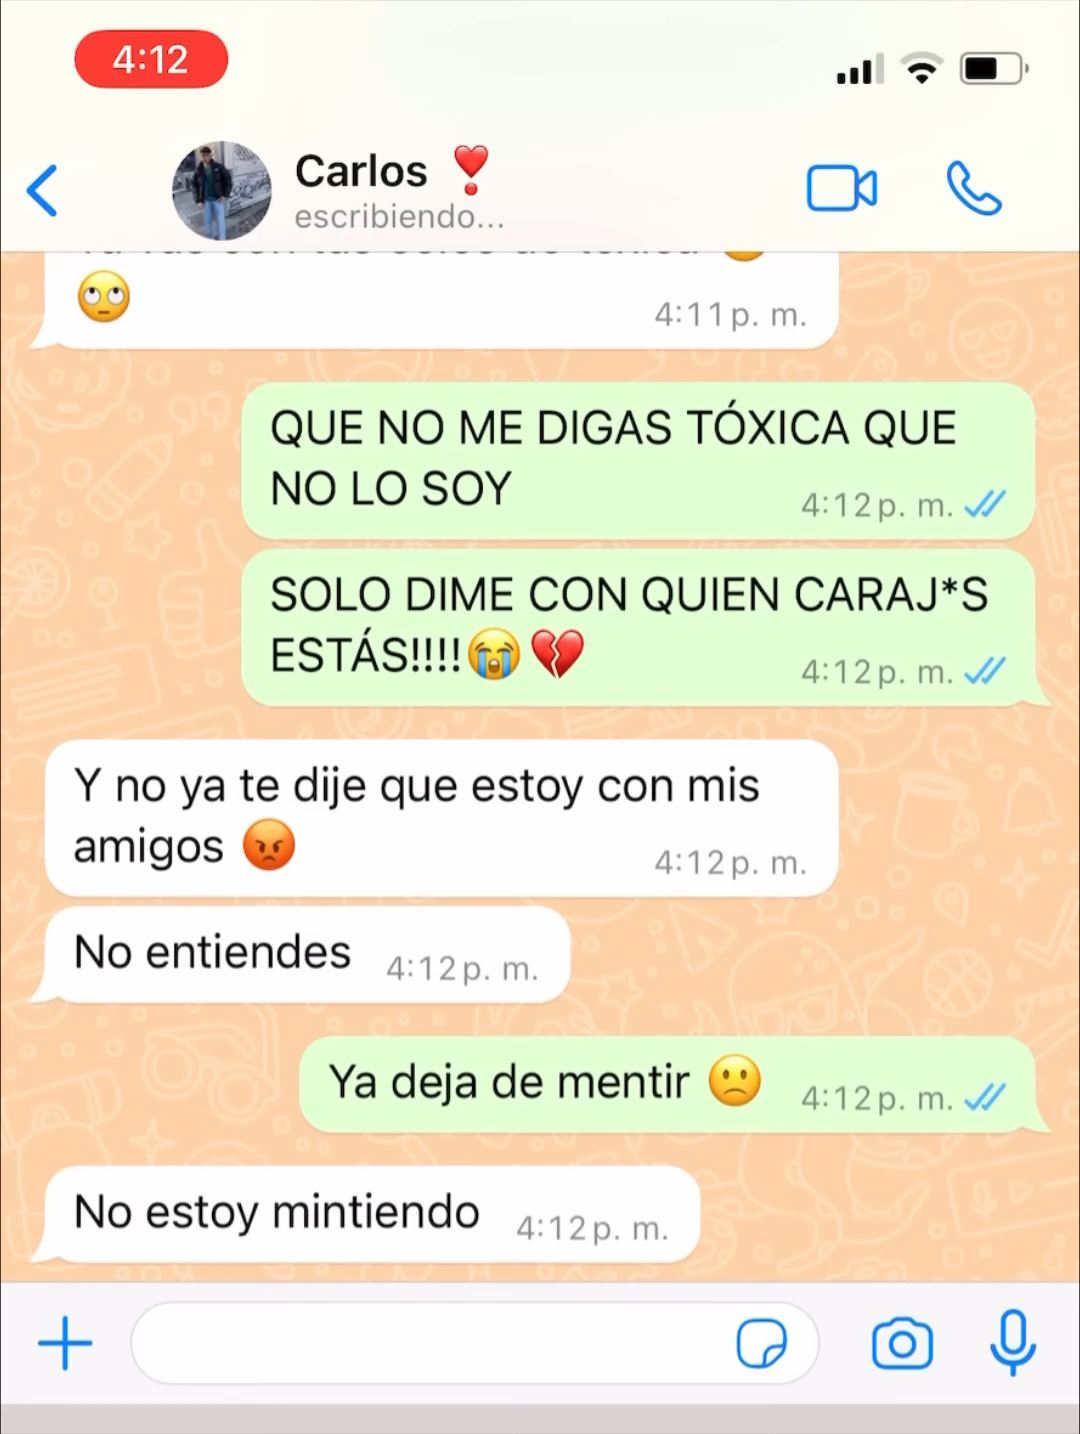 4:12
Carlos ❣️
escribiendo...
🙄
4:11 p. m.
QUE NO ME DIGAS TÓXICA QUE
NO LO SOY
4:12 p. m.
SOLO DIME CON QUIEN CARAJ*S
ESTÁS!!!!😭💔
4:12 p. m.
Y no ya te dije que estoy con mis
amigos 😡
4:12 p. m.
No entiendes 4:12 p. m.
Ya deja de mentir 🙁 4:12 p. m.
No estoy mintiendo 4:12 p. m.